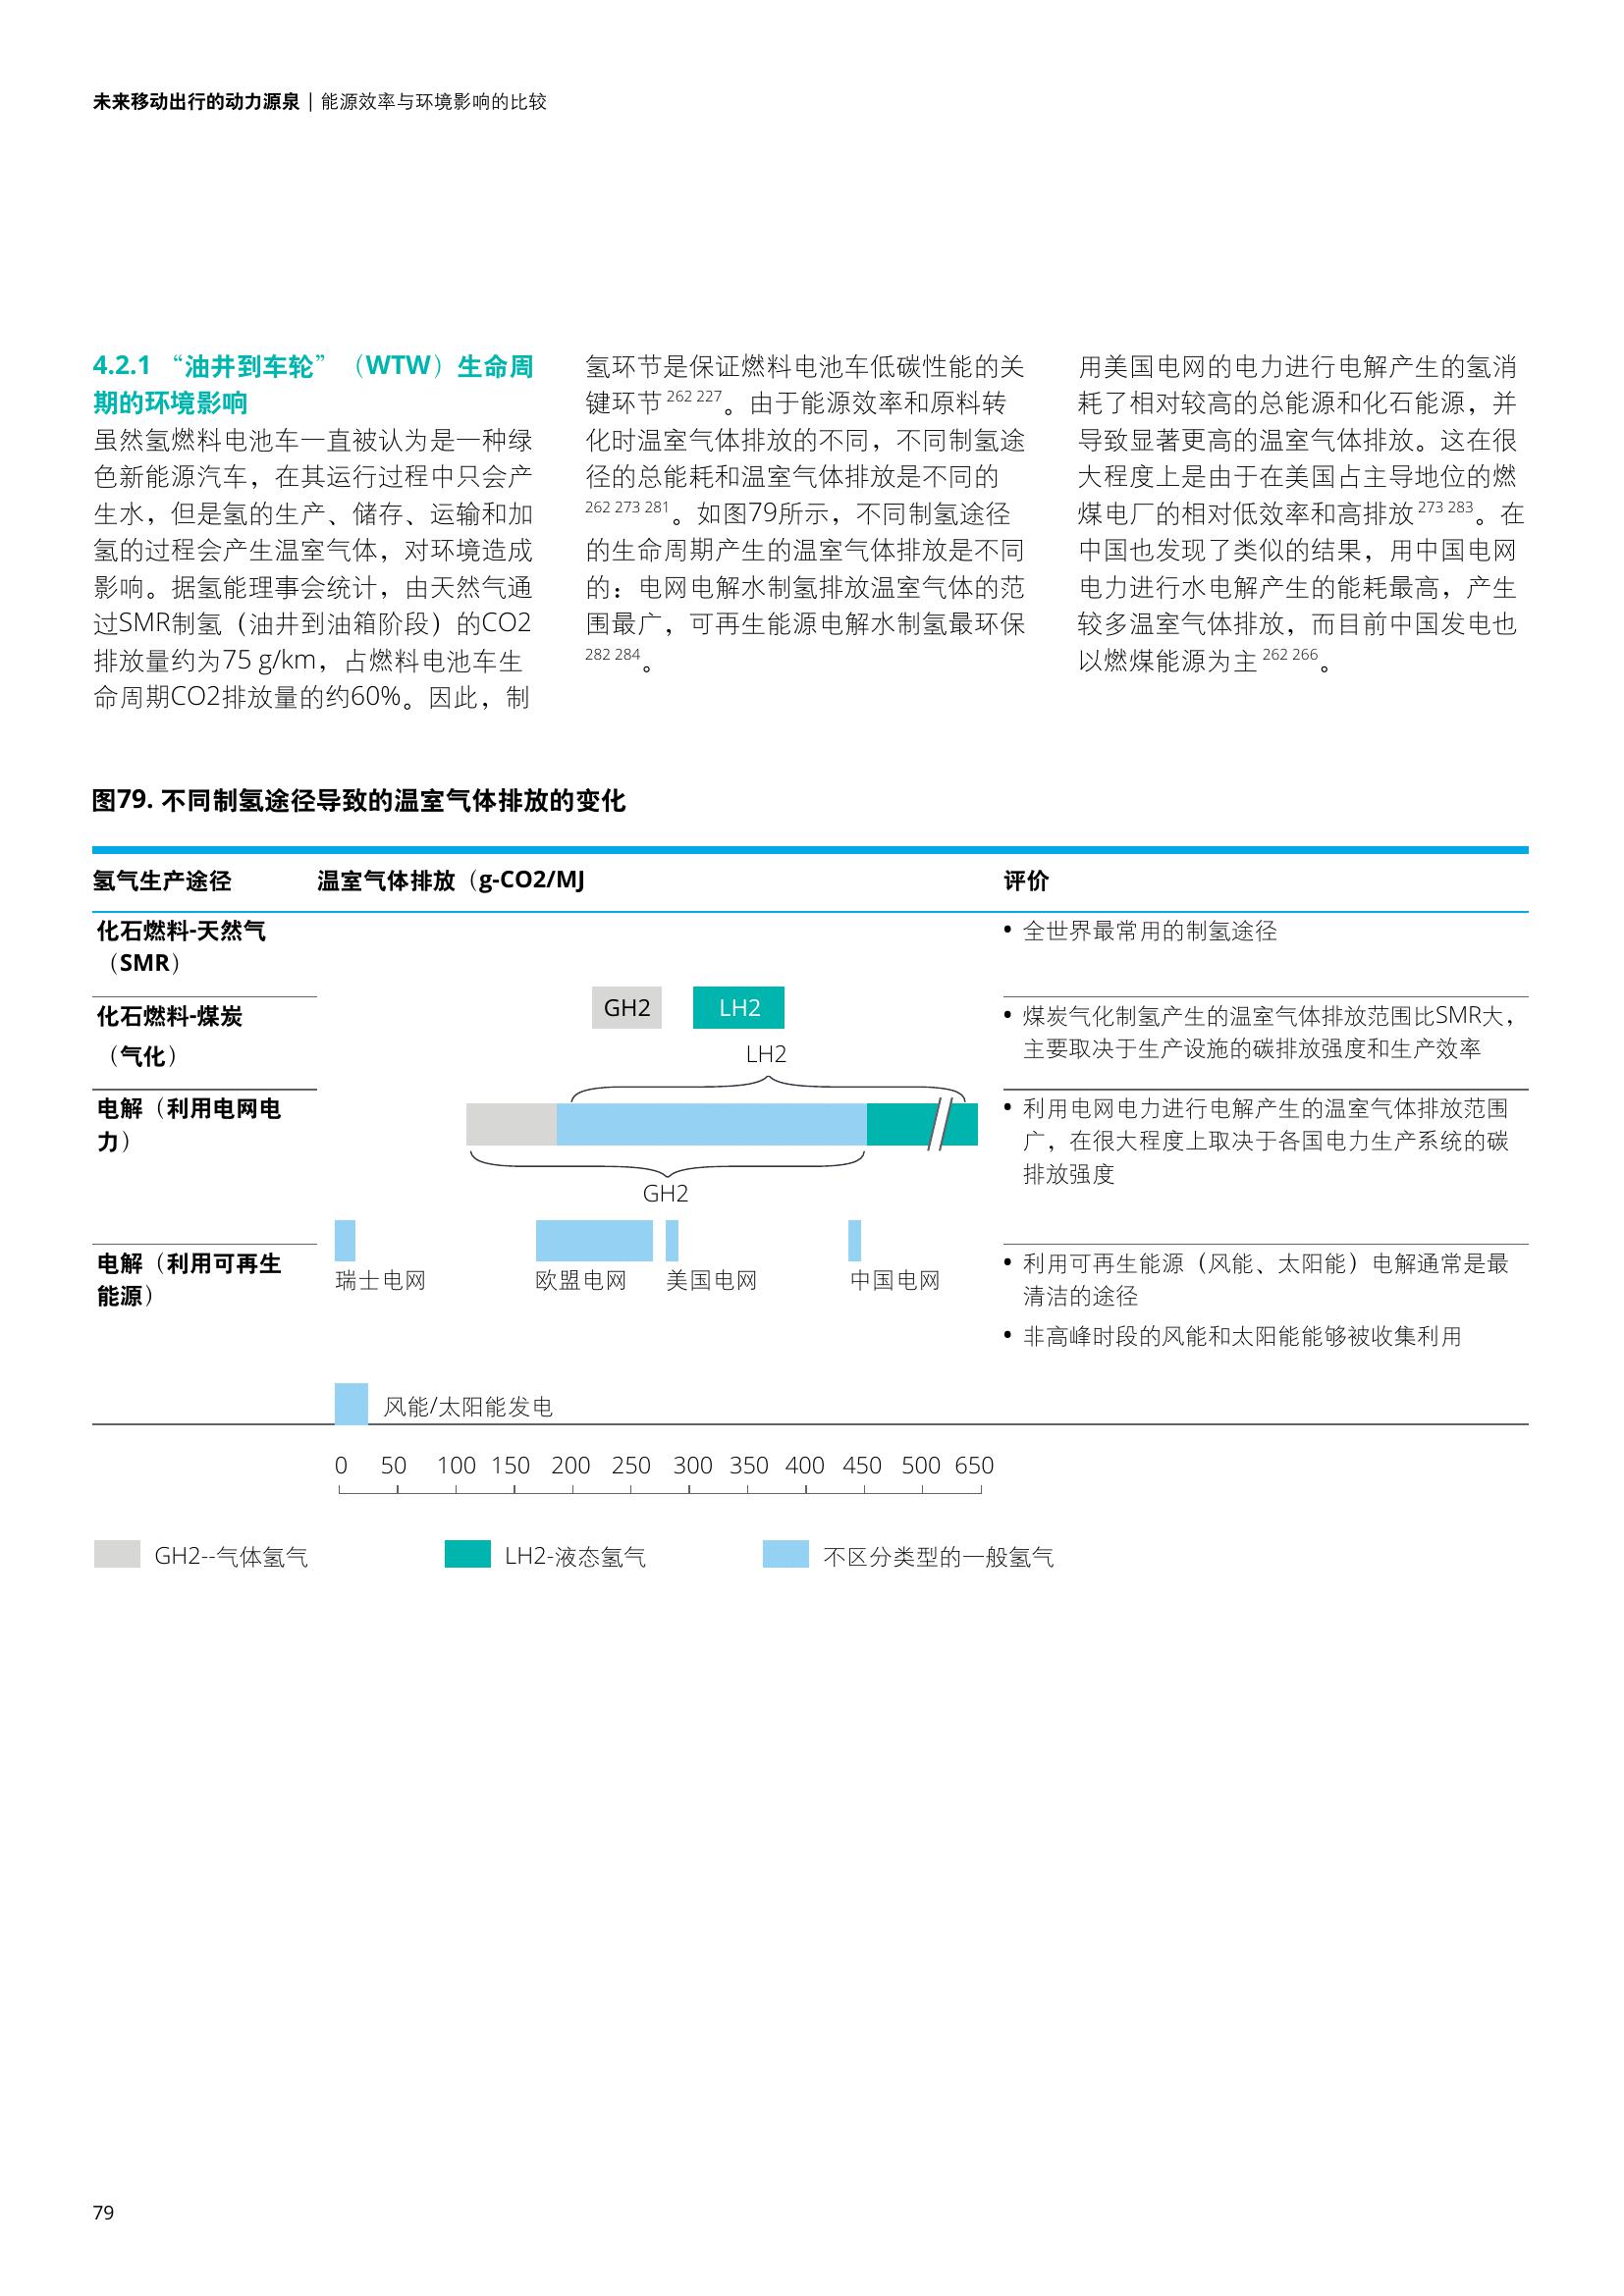 未来移动出行的动力源泉 | 能源效率与环境影响的比较
4.2.1 “油井到车轮”（WTW）生命周
期的环境影响
虽然氢燃料电池车一直被认为是一种绿
色新能源汽车，在其运行过程中只会产
生水，但是氢的生产、储存、运输和加
氢的过程会产生温室气体，对环境造成
影响。据氢能理事会统计，由天然气通
过SMR制氢（油井到油箱阶段）的CO2
排放量约为75 g/km，占燃料电池车生
命周期CO2排放量的约60%。因此，制
氢环节是保证燃料电池车低碳性能的关
键环节 262 227。由于能源效率和原料转
化时温室气体排放的不同，不同制氢途
径的总能耗和温室气体排放是不同的
262 273 281。如图79所示，不同制氢途径
的生命周期产生的温室气体排放是不同
的：电网电解水制氢排放温室气体的范
围最广，可再生能源电解水制氢最环保
282 284。
用美国电网的电力进行电解产生的氢消
耗了相对较高的总能源和化石能源，并
导致显著更高的温室气体排放。这在很
大程度上是由于在美国占主导地位的燃
煤电厂的相对低效率和高排放 273 283。在
中国也发现了类似的结果，用中国电网
电力进行水电解产生的能耗最高，产生
较多温室气体排放，而目前中国发电也
以燃煤能源为主 262 266。
图79. 不同制氢途径导致的温室气体排放的变化
氢气生产途径 温室气体排放（g-CO2/MJ 评价
化石燃料-天然气
（SMR）
• 全世界最常用的制氢途径
化石燃料-煤炭
（气化）
GH2 LH2
• 煤炭气化制氢产生的温室气体排放范围比SMR大，
主要取决于生产设施的碳排放强度和生产效率
LH2
电解（利用电网电
力）
GH2
• 利用电网电力进行电解产生的温室气体排放范围
广，在很大程度上取决于各国电力生产系统的碳
排放强度
瑞士电网 欧盟电网 美国电网 中国电网
电解（利用可再生
能源）
• 利用可再生能源（风能、太阳能）电解通常是最
清洁的途径
• 非高峰时段的风能和太阳能能够被收集利用
风能/太阳能发电
0 50 100 150 200 250 300 350 400 450 500 650
GH2--气体氢气 LH2-液态氢气 不区分类型的一般氢气
79